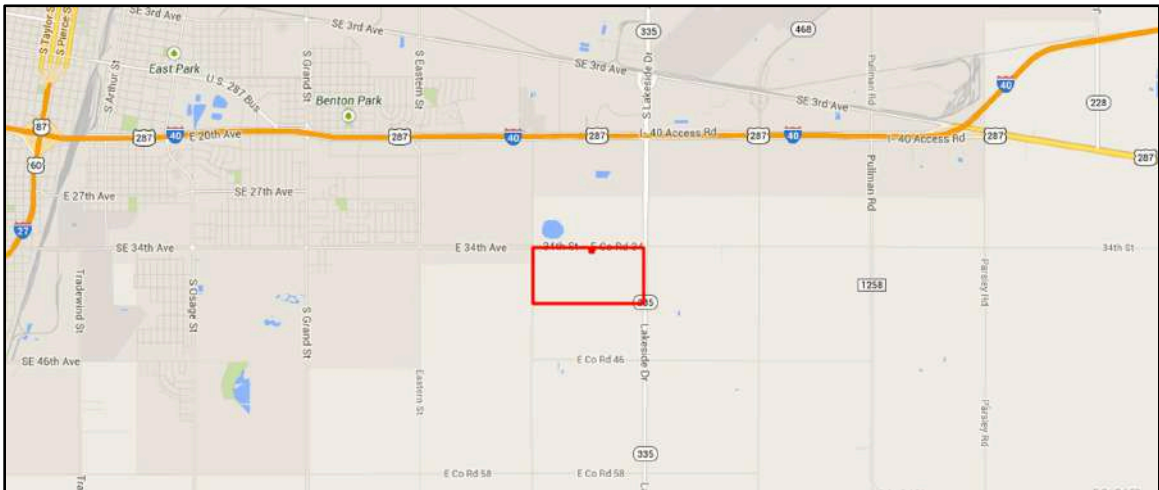 SE 3rd Ave
SE 3rd Ave
335
468
S Taylor St
S Pierce St
S Arthur St
East Park
U.S. 287 Bus
S Grand St
S Eastern St
S Lakeside Dr
SE 3rd Ave
Pullman Rd
SE 3rd Ave
40
228
Benton Park
87
287
40
E 20th Ave
287
40
287
I-40 Access Rd
287
40
I-40 Access Rd
287
287
60
E 27th Ave
SE 27th Ave
Pullman Rd
27
SE 34th Ave
E 34th Ave
34th St
E Co Rd 34
34th St
Tradewind St
S Osage St
S Grand St
335
1258
Parsley Rd
SE 46th Ave
E Co Rd 46
Lakeside Dr
Eastern St
Parsley Rd
335
E Co Rd 58
E Co Rd 58